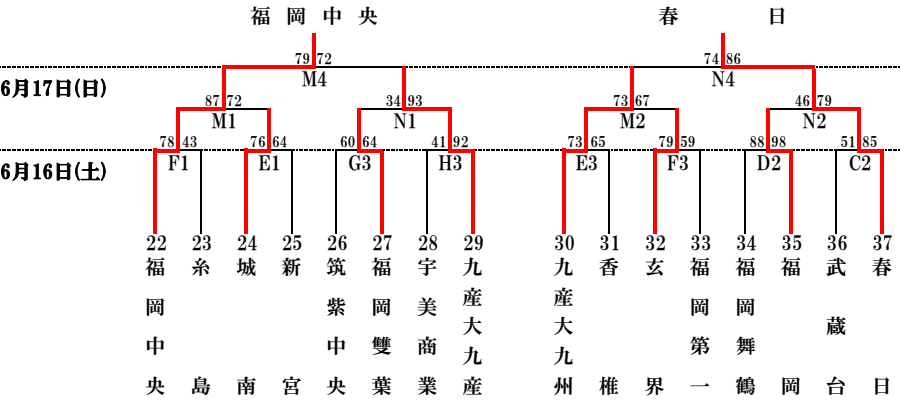 福岡中央 春日
79 72 74 86
M4 N4
6月17日(日)
87 72 34 93 73 67 46 79
M1 N1 M2 N2
78 43 76 64 60 64 41 92 73 65 79 59 88 98 51 85
F1 E1 G3 H3 E3 F3 D2 C2
6月16日(土)
22 23 24 25 26 27 28 29 30 31 32 33 34 35 36 37
福岡中央
糸島
城南
新宮
筑紫中央
福岡雙葉
宇美商業
九産大九産
九産大九州
香椎
玄界
福岡第一
福岡舞鶴
福岡
武蔵台
春日